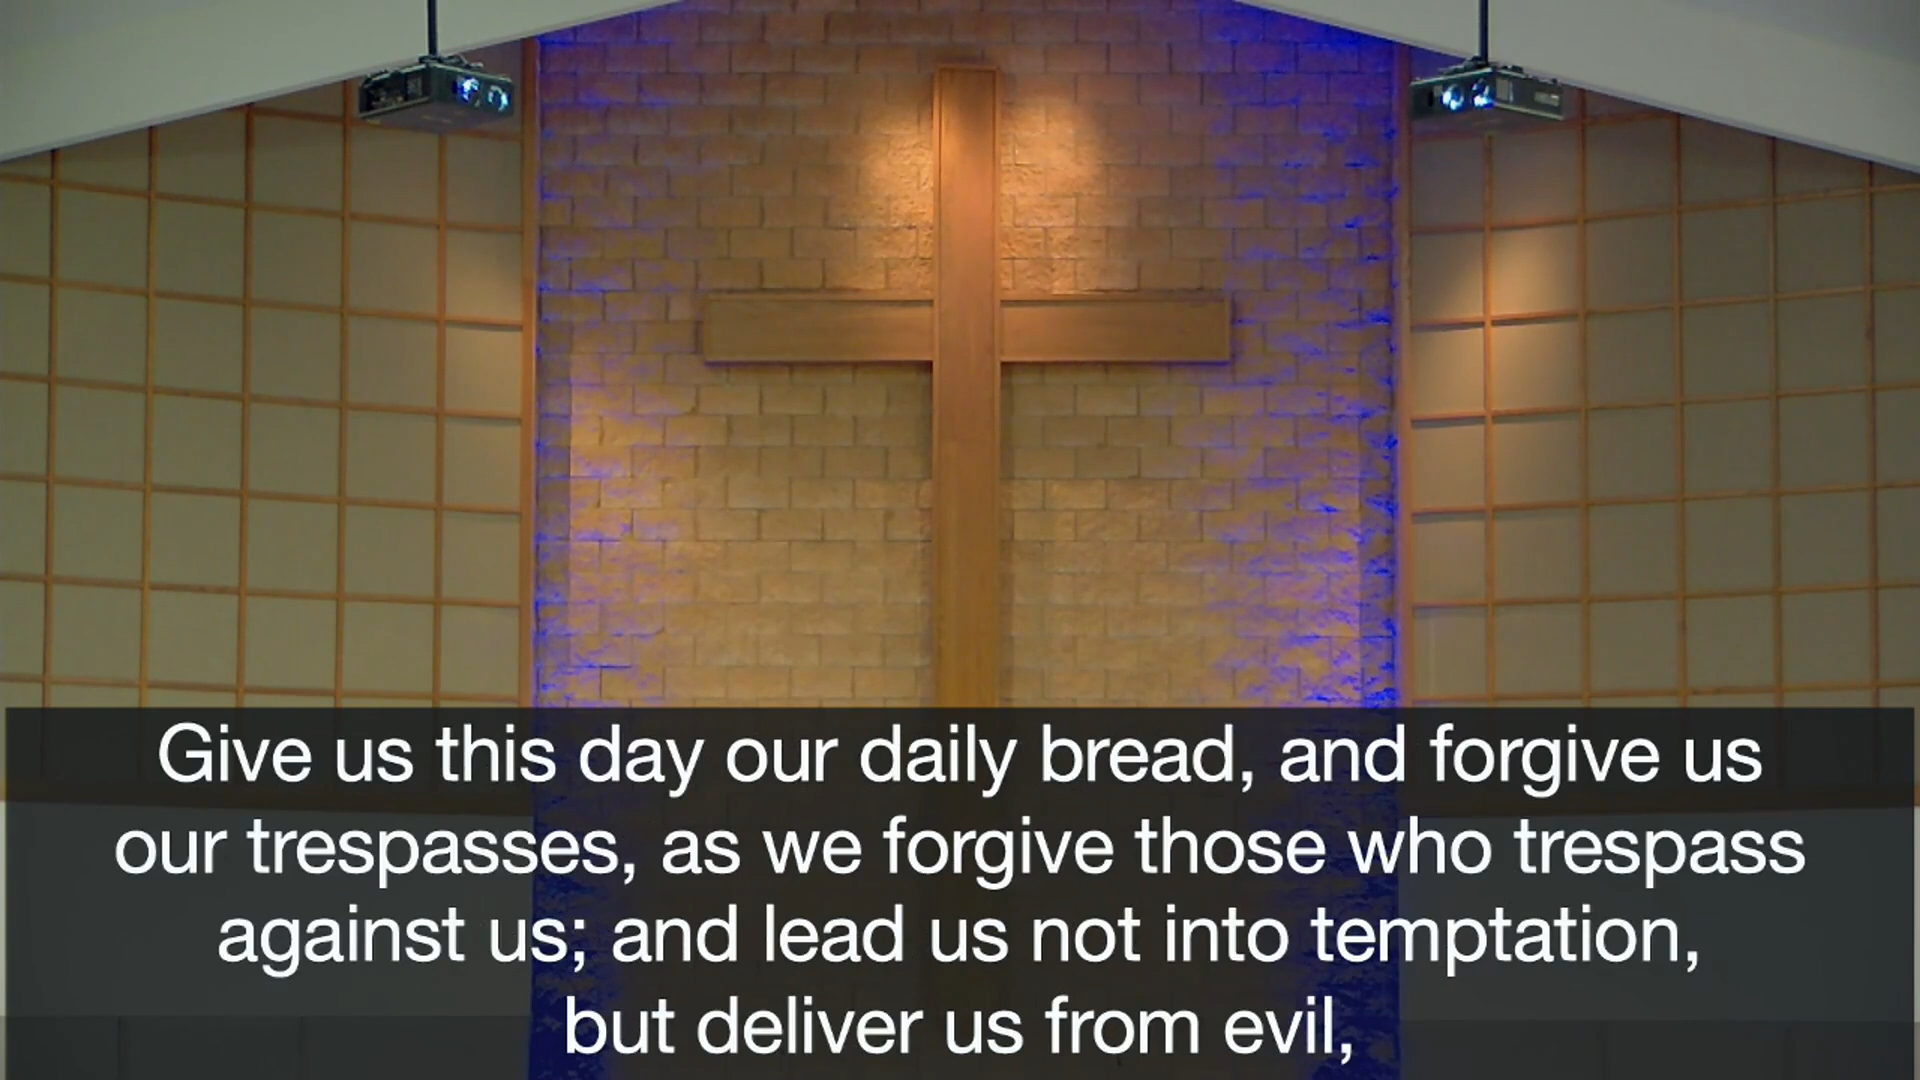 Give us this day our daily bread, and forgive us
our trespasses, as we forgive those who trespass
against us; and lead us not into temptation,
but deliver us from evil,